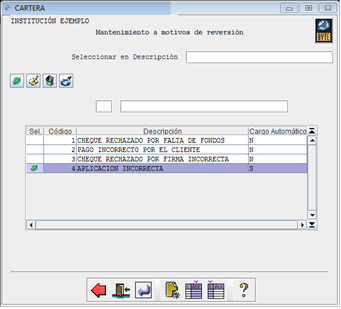 CARTERA
INSTITUCIÓN EJEMPLO
Mantenimiento a motivos de reversión
Seleccionar en Descripción
Sel. Código Descripción Cargo Automático
1 CHEQUE RECHAZADO POR FALTA DE FONDOS N
2 PAGO INCORRECTO POR EL CLIENTE N
3 CHEQUE RECHAZADO POR FIRMA INCORRECTA N
4 APLICACION INCORRECTA S
?